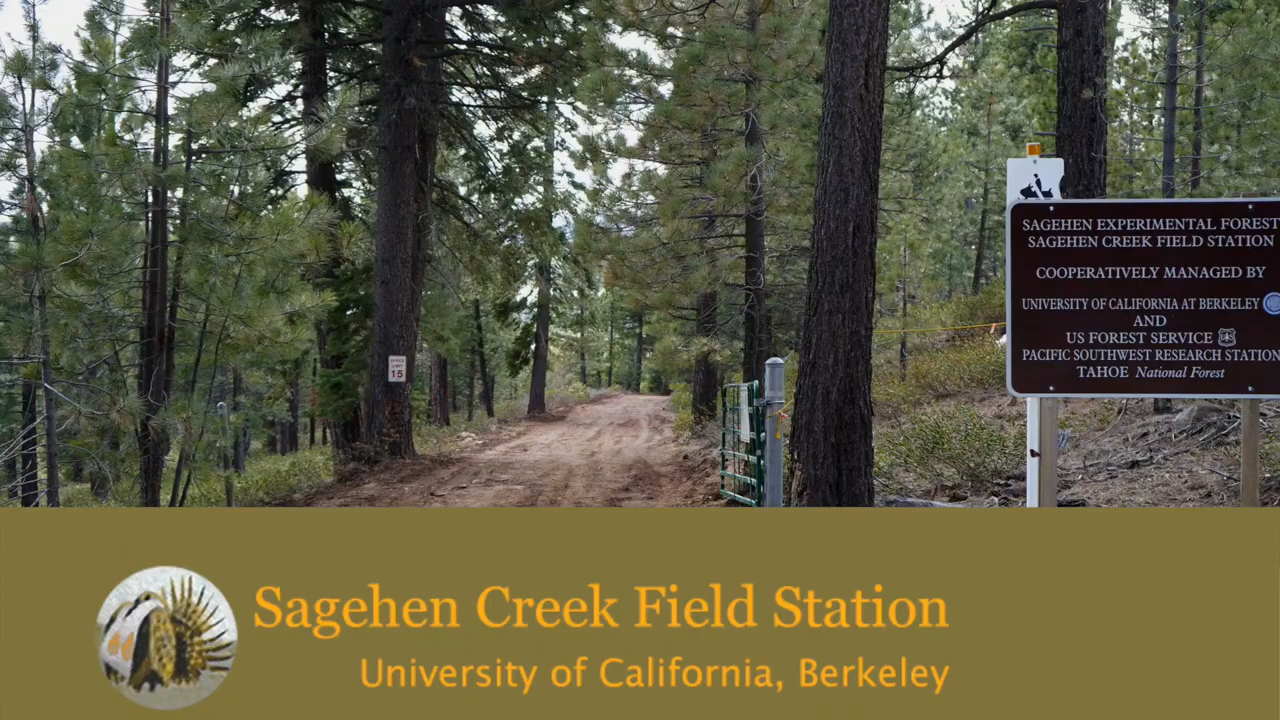 SPEED
LIMIT
15
SAGEHEN EXPERIMENTAL FOREST
SAGEHEN CREEK FIELD STATION
COOPERATIVELY MANAGED BY
UNIVERSITY OF CALIFORNIA AT BERKELEY
AND
US FOREST SERVICE
PACIFIC SOUTHWEST RESEARCH STATION
TAHOE National Forest
Sagehen Creek Field Station
University of California, Berkeley